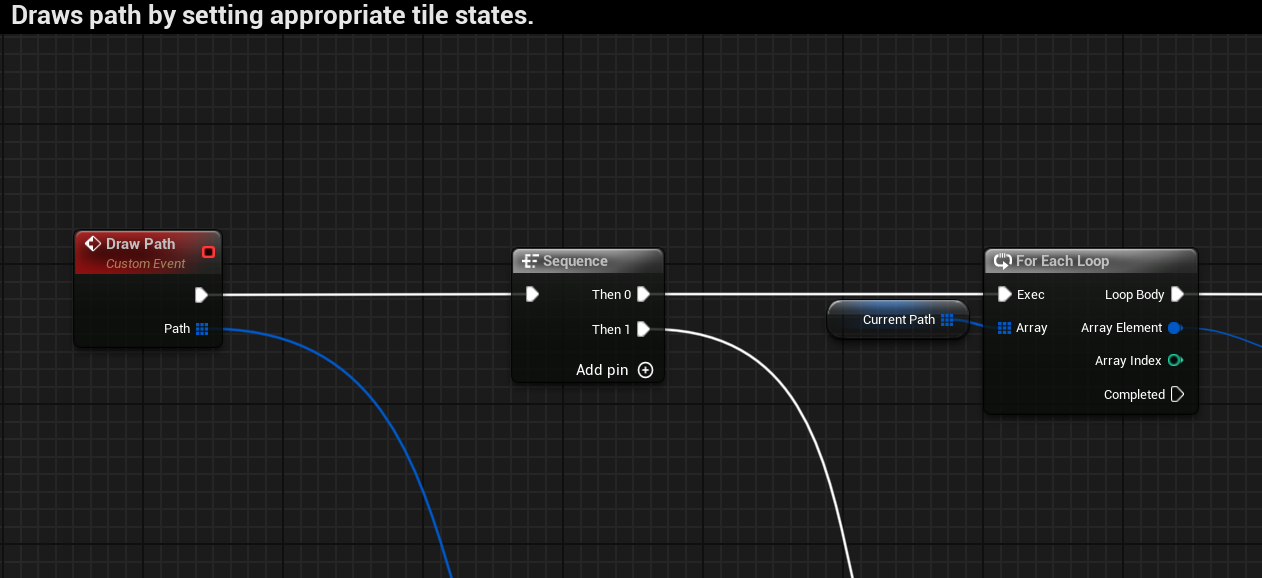 Draws path by setting appropriate tile states.
Draw Path
Custom Event
Path
Sequence
Then 0
Then 1
Add pin
Current Path
For Each Loop
Exec
Loop Body
Array
Array Element
Array Index
Completed